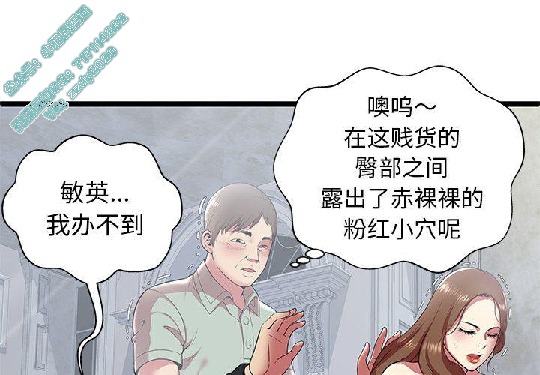 敏英...
我办不到
噢呜～
在这贱货的
臀部之间
露出了赤裸裸的
粉红小穴呢